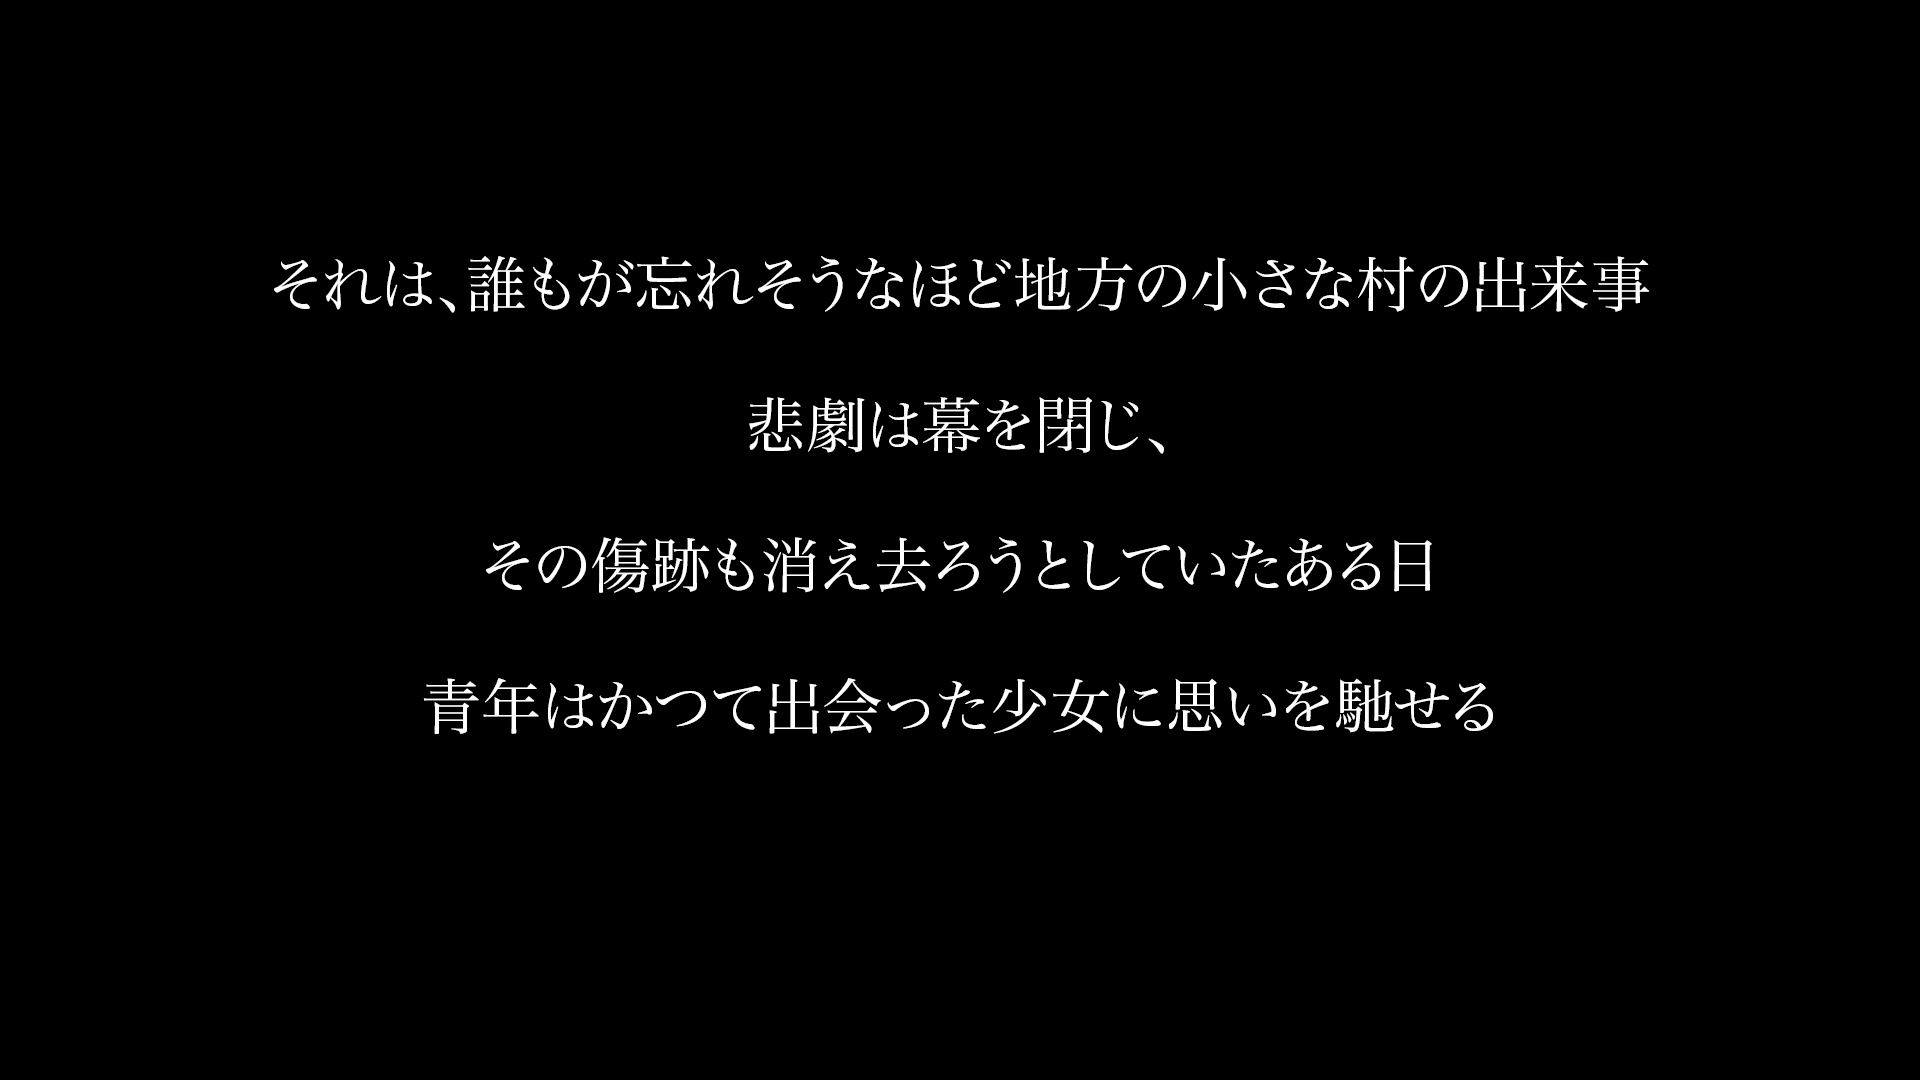 それは、誰もが忘れそうなほど地方の小さな村の出来事
悲劇は幕を閉じ、
その傷跡も消え去ろうとしていたある日
青年はかつて出会った少女に思いを馳せる